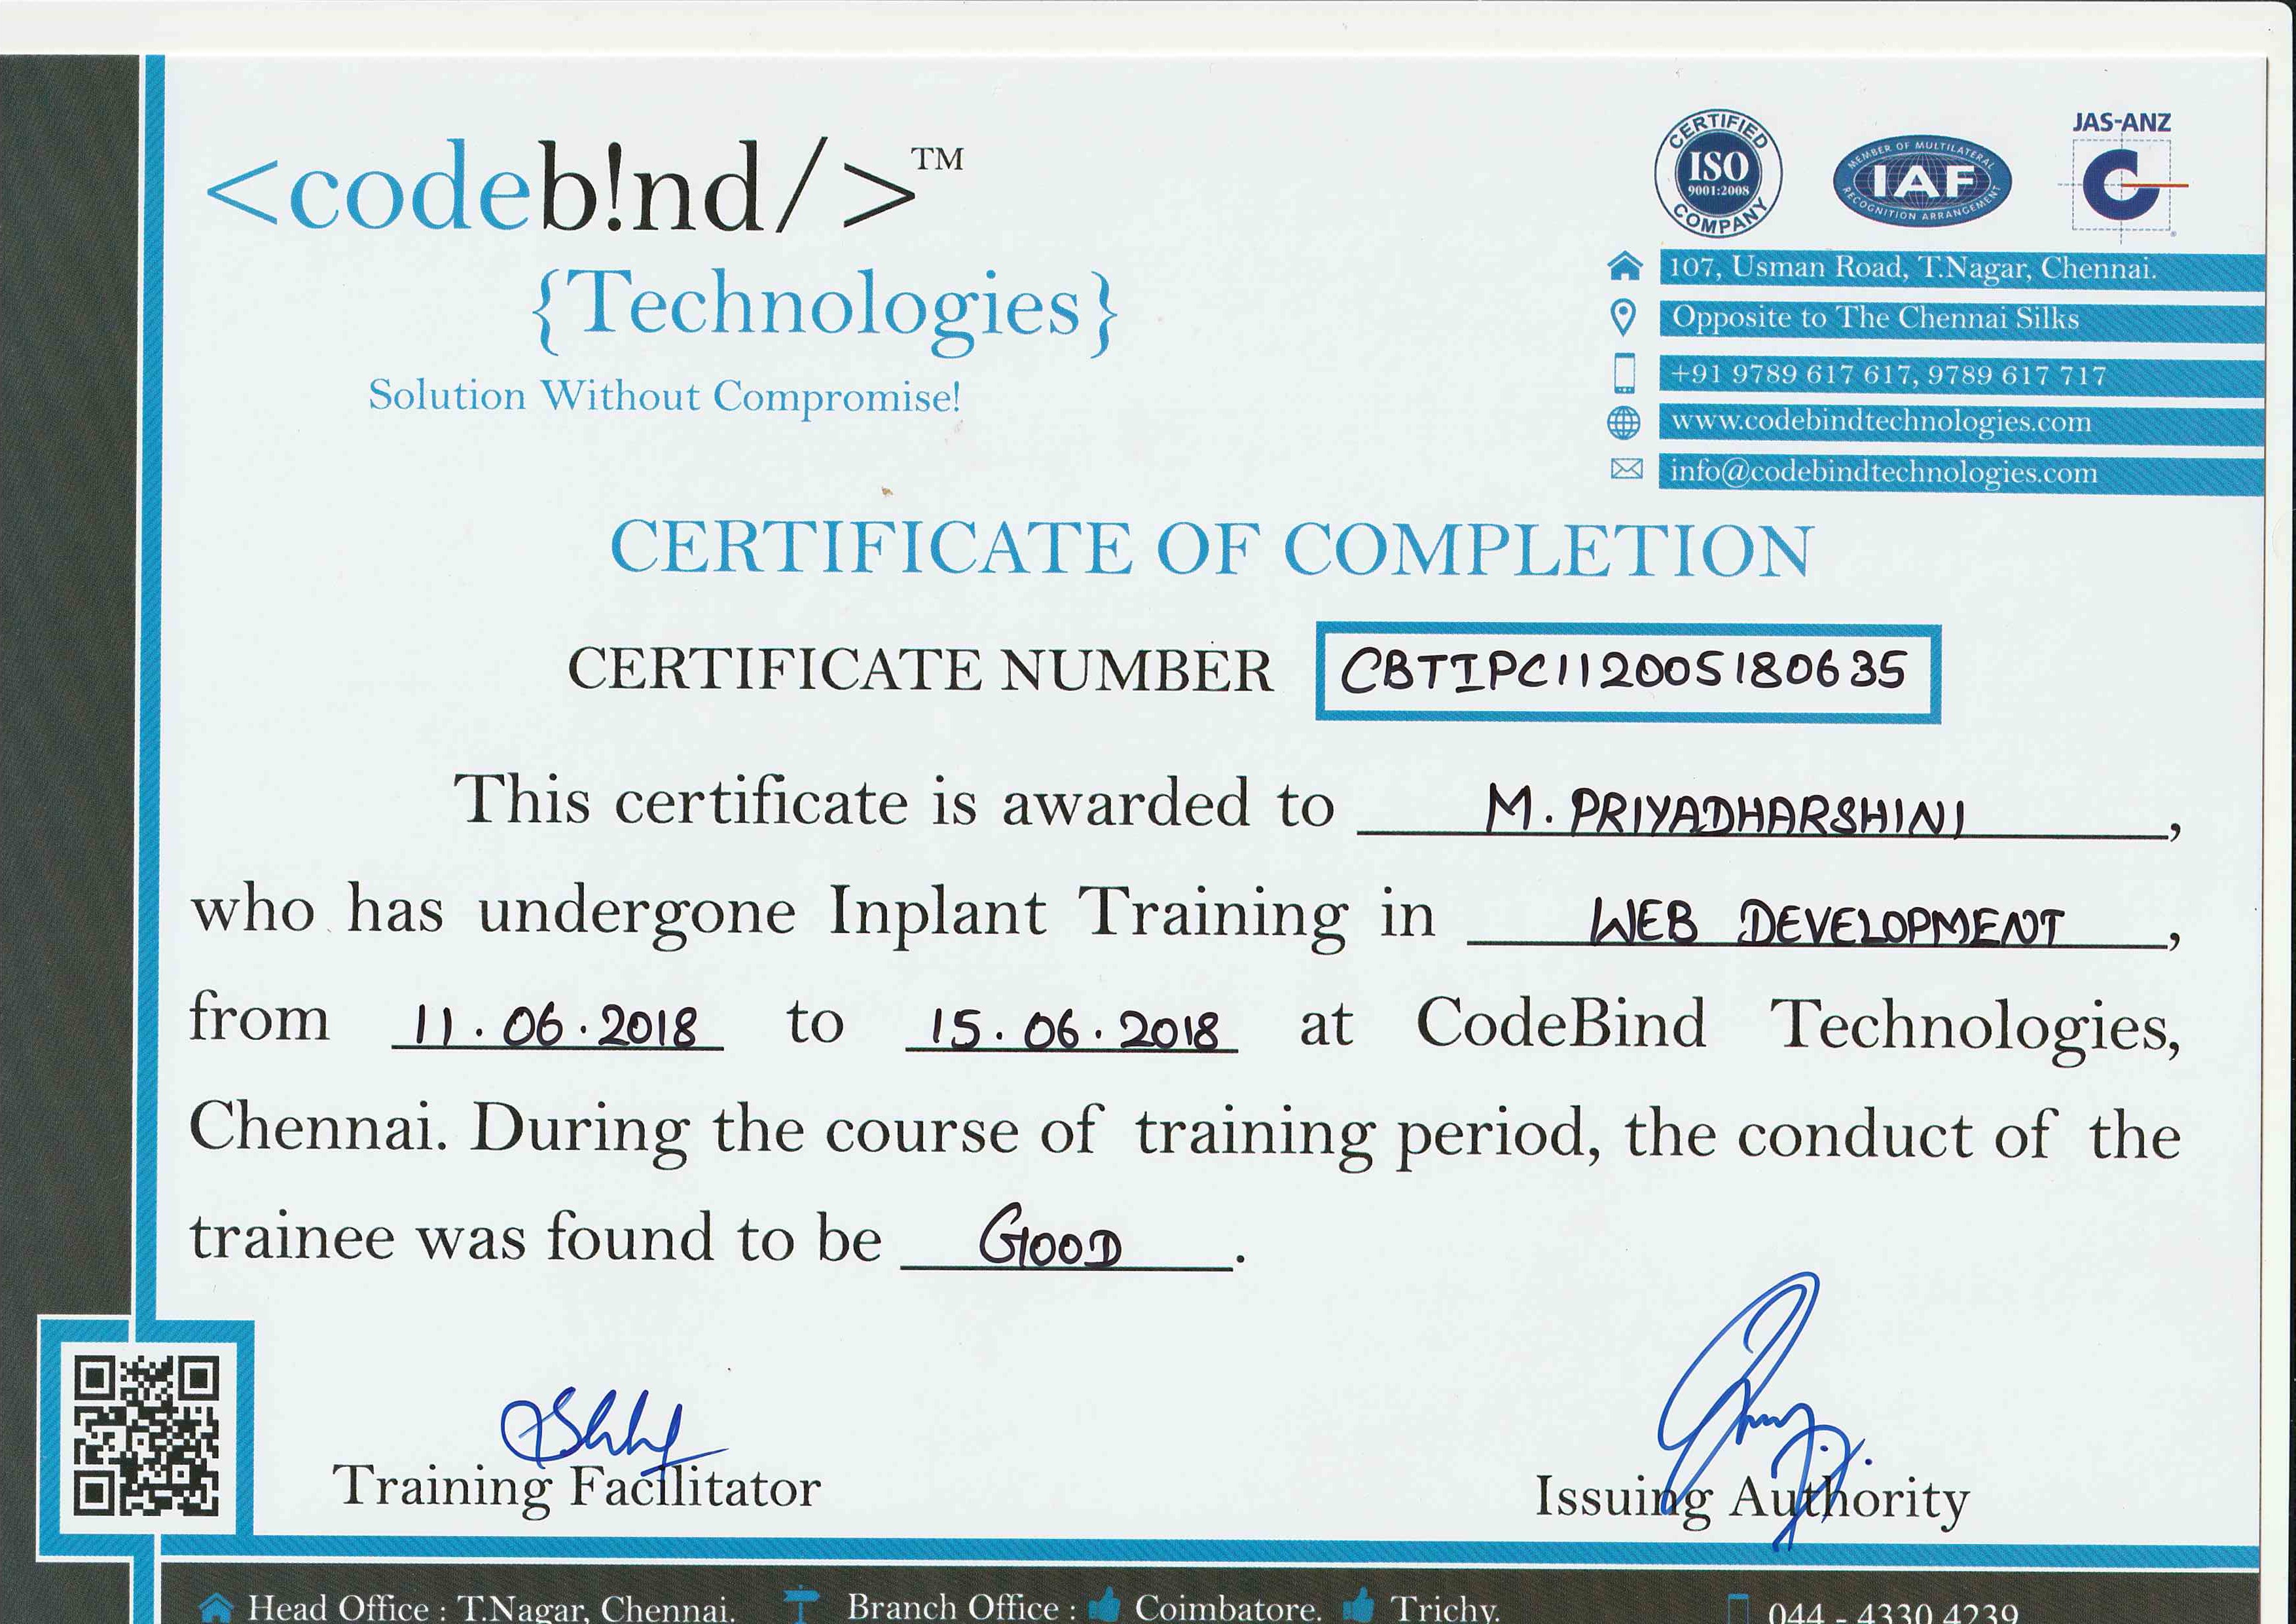 <codeb!nd/>™
{Technologies}
Solution Without Compromise!
CERTIFIED
ISO
9001:2008
COMPANY
MEMBER OF MULTILATERAL
IAF
RECOGNITION ARRANGEMENT
JAS-ANZ
107, Usman Road, T.Nagar, Chennai.
Opposite to The Chennai Silks
+91 9789 617 617, 9789 617 717
www.codebindtechnologies.com
info@codebindtechnologies.com
CERTIFICATE OF COMPLETION
CERTIFICATE NUMBER CBTIPC112005180635
This certificate is awarded to M. PRIYADHARSHINI,
who has undergone Inplant Training in WEB DEVELOPMENT,
from 11.06.2018 to 15.06.2018 at CodeBind Technologies,
Chennai. During the course of training period, the conduct of the
trainee was found to be GOOD.
Training Facilitator
Issuing Authority
Head Office : T.Nagar, Chennai. Branch Office : Coimbatore. Trichy. 044 - 4330 4239